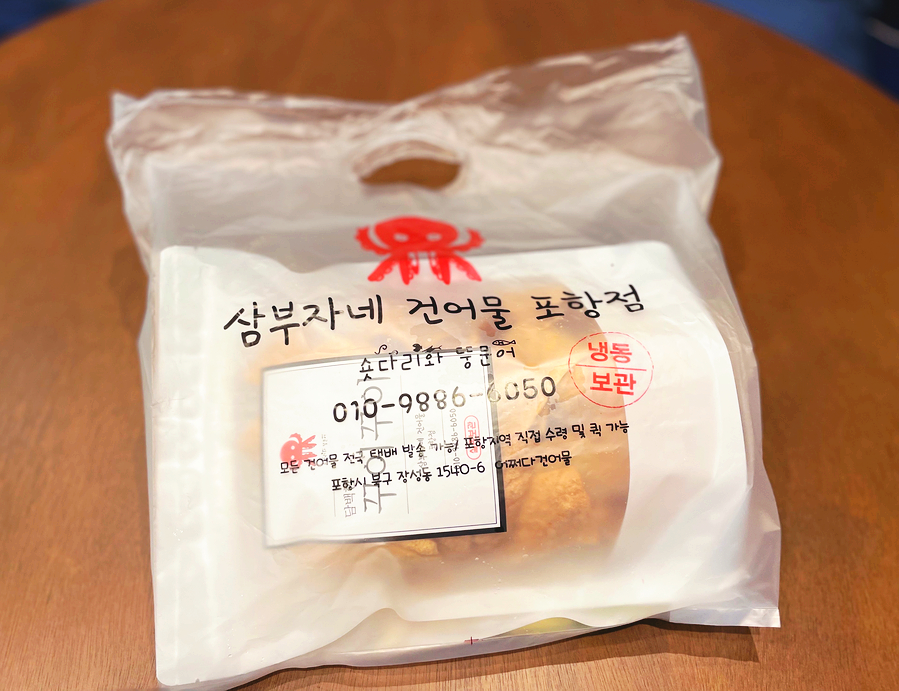 삼부자네 건어물 포항점
숏다리와 뚱문어
010-9886-6050
냉동
보관
모든 건어물 전국 택배 발송 가능/ 포항지역 직접 수령 및 퀵 가능
포항시 북구 장성동 1540-6 어쩌다건어물